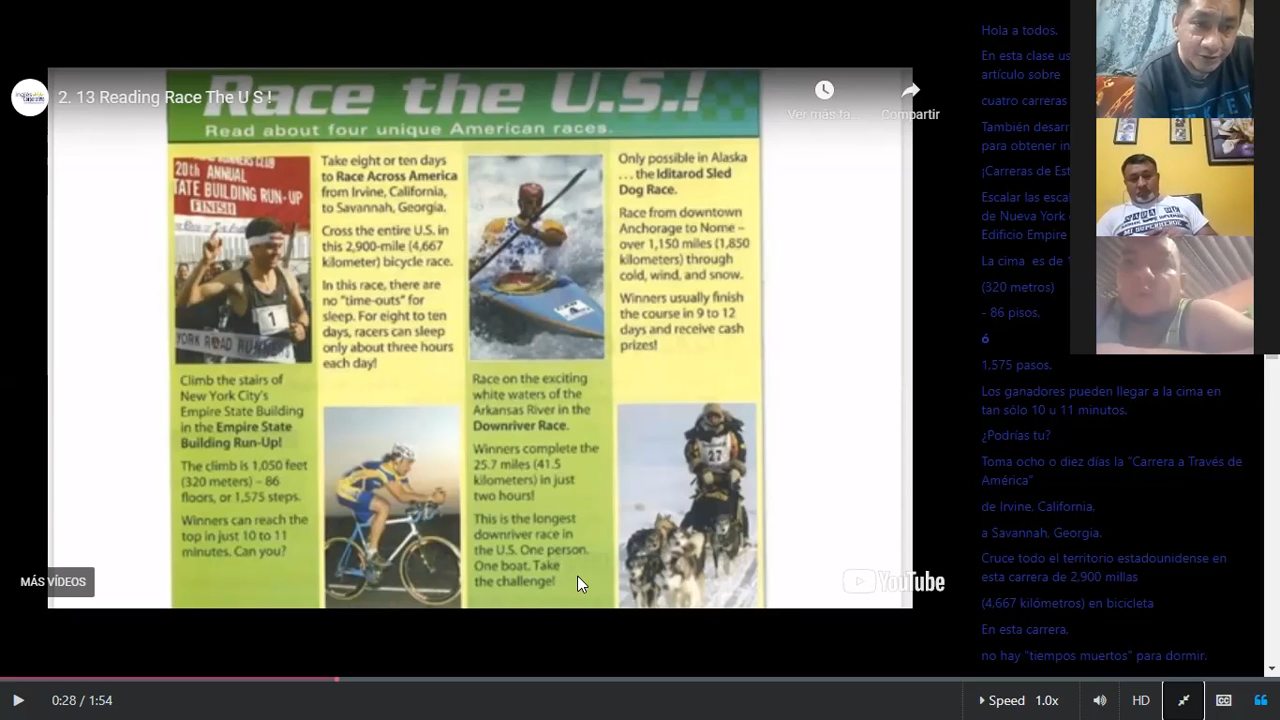 2. 13 Reading Race The U S !
Ver más ta...
Compartir
Race the U.S.!
Read about four unique American races.
20th ANNUAL
TATE BUILDING RUN-UP
FINISH
1
YORK ROAD RUNNERS
Climb the stairs of
New York City's
Empire State Building
in the Empire State
Building Run-Up!
The climb is 1,050 feet
(320 meters) – 86
floors, or 1,575 steps.
Winners can reach the
top in just 10 to 11
minutes. Can you?
Take eight or ten days
to Race Across America
from Irvine, California,
to Savannah, Georgia.
Cross the entire U.S. in
this 2,900-mile (4,667
kilometer) bicycle race.
In this race, there are
no "time-outs" for
sleep. For eight to ten
days, racers can sleep
only about three hours
each day!
Race on the exciting
white waters of the
Arkansas River in the
Downriver Race.
Winners complete the
25.7 miles (41.5
kilometers) in just
two hours!
This is the longest
downriver race in
the U.S. One person.
One boat. Take
the challenge!
Only possible in Alaska
... the Iditarod Sled
Dog Race.
Race from downtown
Anchorage to Nome –
over 1,150 miles (1,850
kilometers) through
cold, wind, and snow.
Winners usually finish
the course in 9 to 12
days and receive cash
prizes!
27
MÁS VÍDEOS
YouTube
Hola a todos.
En esta clase us
artículo sobre
cuatro carreras
También desarr
para obtener in
¡Carreras de Est
Escalar las esca
de Nueva York
Edificio Empire
La cima es de
(320 metros)
- 86 pisos.
ó
1.575 pasos.
Los ganadores pueden llegar a la cima en
tan sólo 10 u 11 minutos.
¿Podrías tu?
Toma ocho o diez días la "Carrera a Través de
América"
de Irvine, California,
a Savannah, Georgia.
Cruce todo el territorio estadounidense en
esta carrera de 2,900 millas
(4,667 kilómetros) en bicicleta
En esta carrera,
no hay "tiempos muertos" para dormir.
0:28 / 1:54
Speed 1.0x
HD
CC